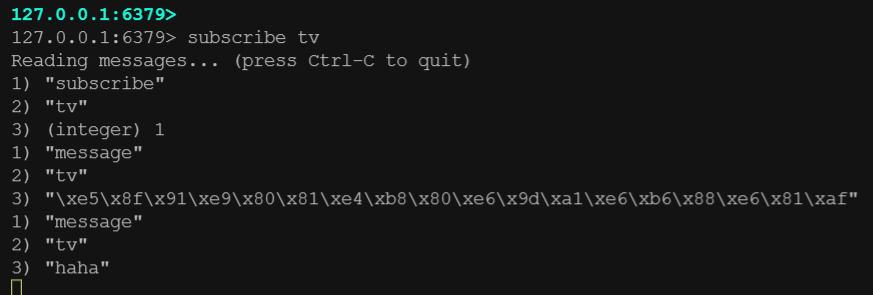 127.0.0.1:6379>
127.0.0.1:6379> subscribe tv
Reading messages... (press Ctrl-C to quit)
1) "subscribe"
2) "tv"
3) (integer) 1
1) "message"
2) "tv"
3) "\xe5\x8f\x91\xe9\x80\x81\xe4\xb8\x80\xe6\x9d\xa1\xe6\xb6\x88\xe6\x81\xaf"
1) "message"
2) "tv"
3) "haha"